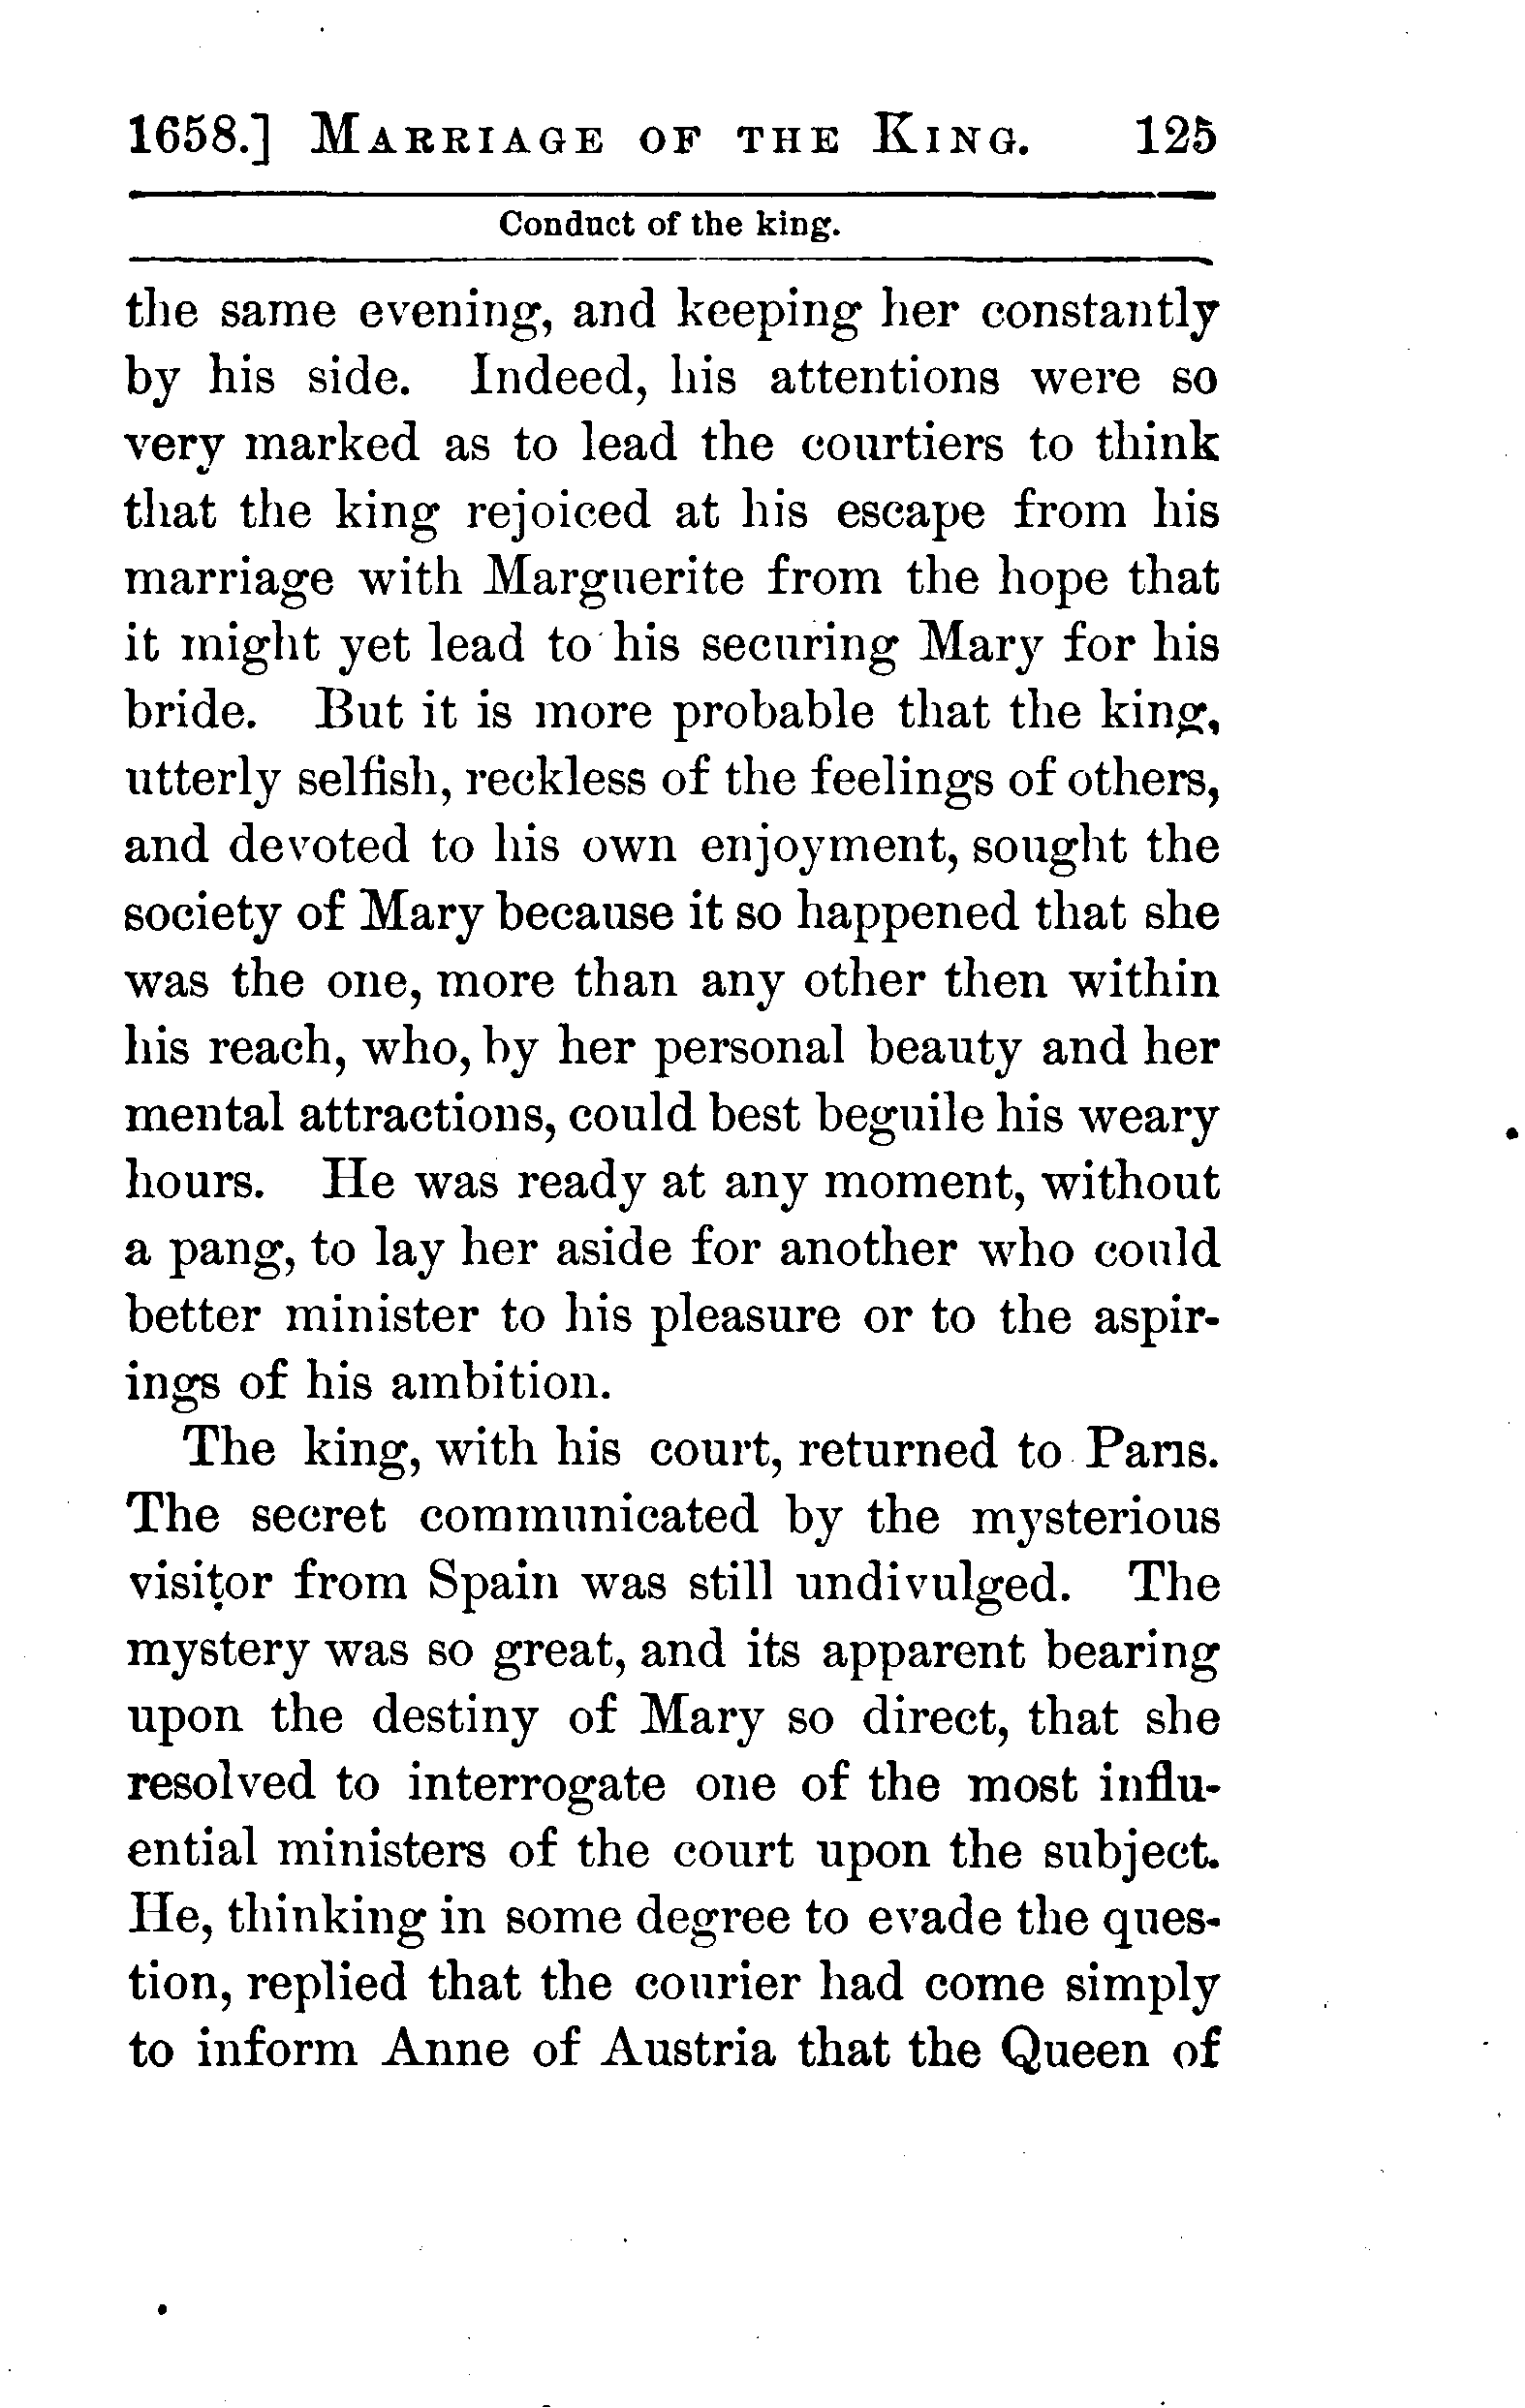 1658.] MARRIAGE OF THE KING. 125
Conduct of the king.
the same evening, and keeping her constantly
by his side. Indeed, his attentions were so
very marked as to lead the courtiers to think
that the king rejoiced at his escape from his
marriage with Marguerite from the hope that
it might yet lead to his securing Mary for his
bride. But it is more probable that the king,
utterly selfish, reckless of the feelings of others,
and devoted to his own enjoyment, sought the
society of Mary because it so happened that she
was the one, more than any other then within
his reach, who, by her personal beauty and her
mental attractions, could best beguile his weary
hours. He was ready at any moment, without
a pang, to lay her aside for another who could
better minister to his pleasure or to the aspir-
ings of his ambition.
The king, with his court, returned to Paris.
The secret communicated by the mysterious
visitor from Spain was still undivulged. The
mystery was so great, and its apparent bearing
upon the destiny of Mary so direct, that she
resolved to interrogate one of the most influ-
ential ministers of the court upon the subject.
He, thinking in some degree to evade the ques-
tion, replied that the courier had come simply
to inform Anne of Austria that the Queen of